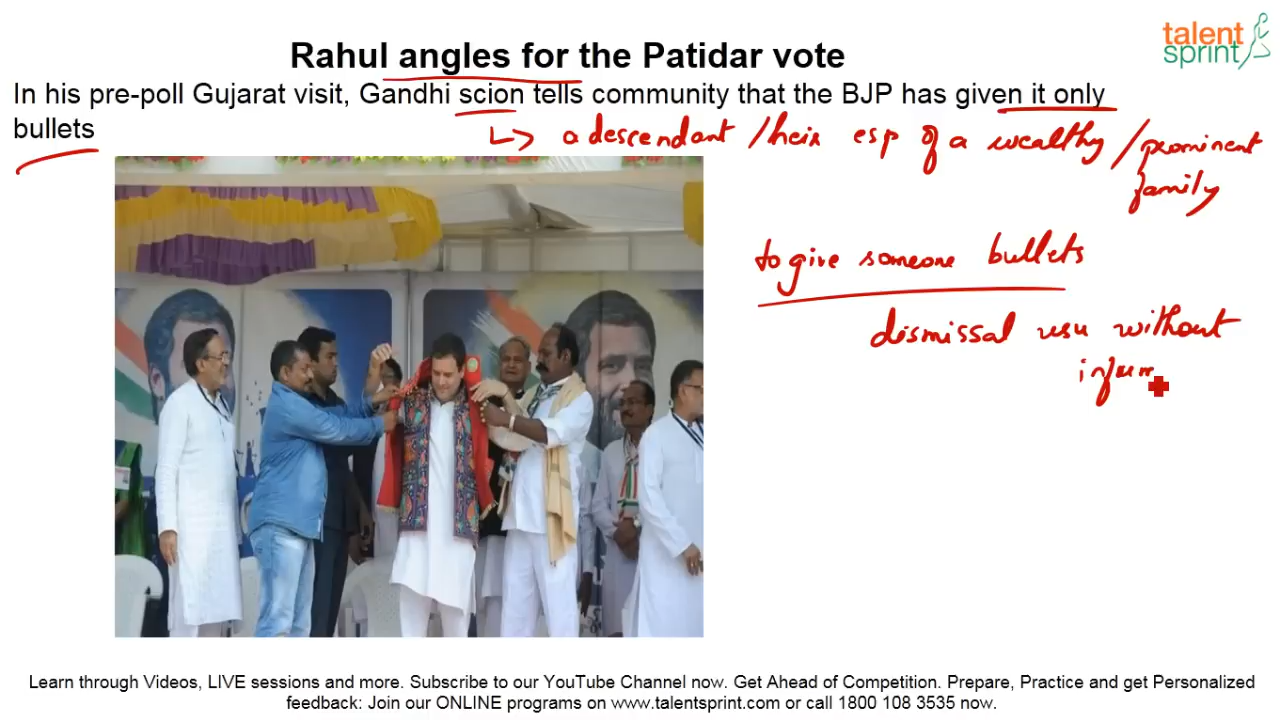 talent
sprint
Rahul angles for the Patidar vote
In his pre-poll Gujarat visit, Gandhi scion tells community that the BJP has given it only
bullets
a descendant / heir esp of a wealthy / prominent
family
to give someone bullets
dismissal usu without
Learn through Videos, LIVE sessions and more. Subscribe to our YouTube Channel now. Get Ahead of Competition. Prepare, Practice and get Personalized
feedback: Join our ONLINE programs on www.talentsprint.com or call 1800 108 3535 now.